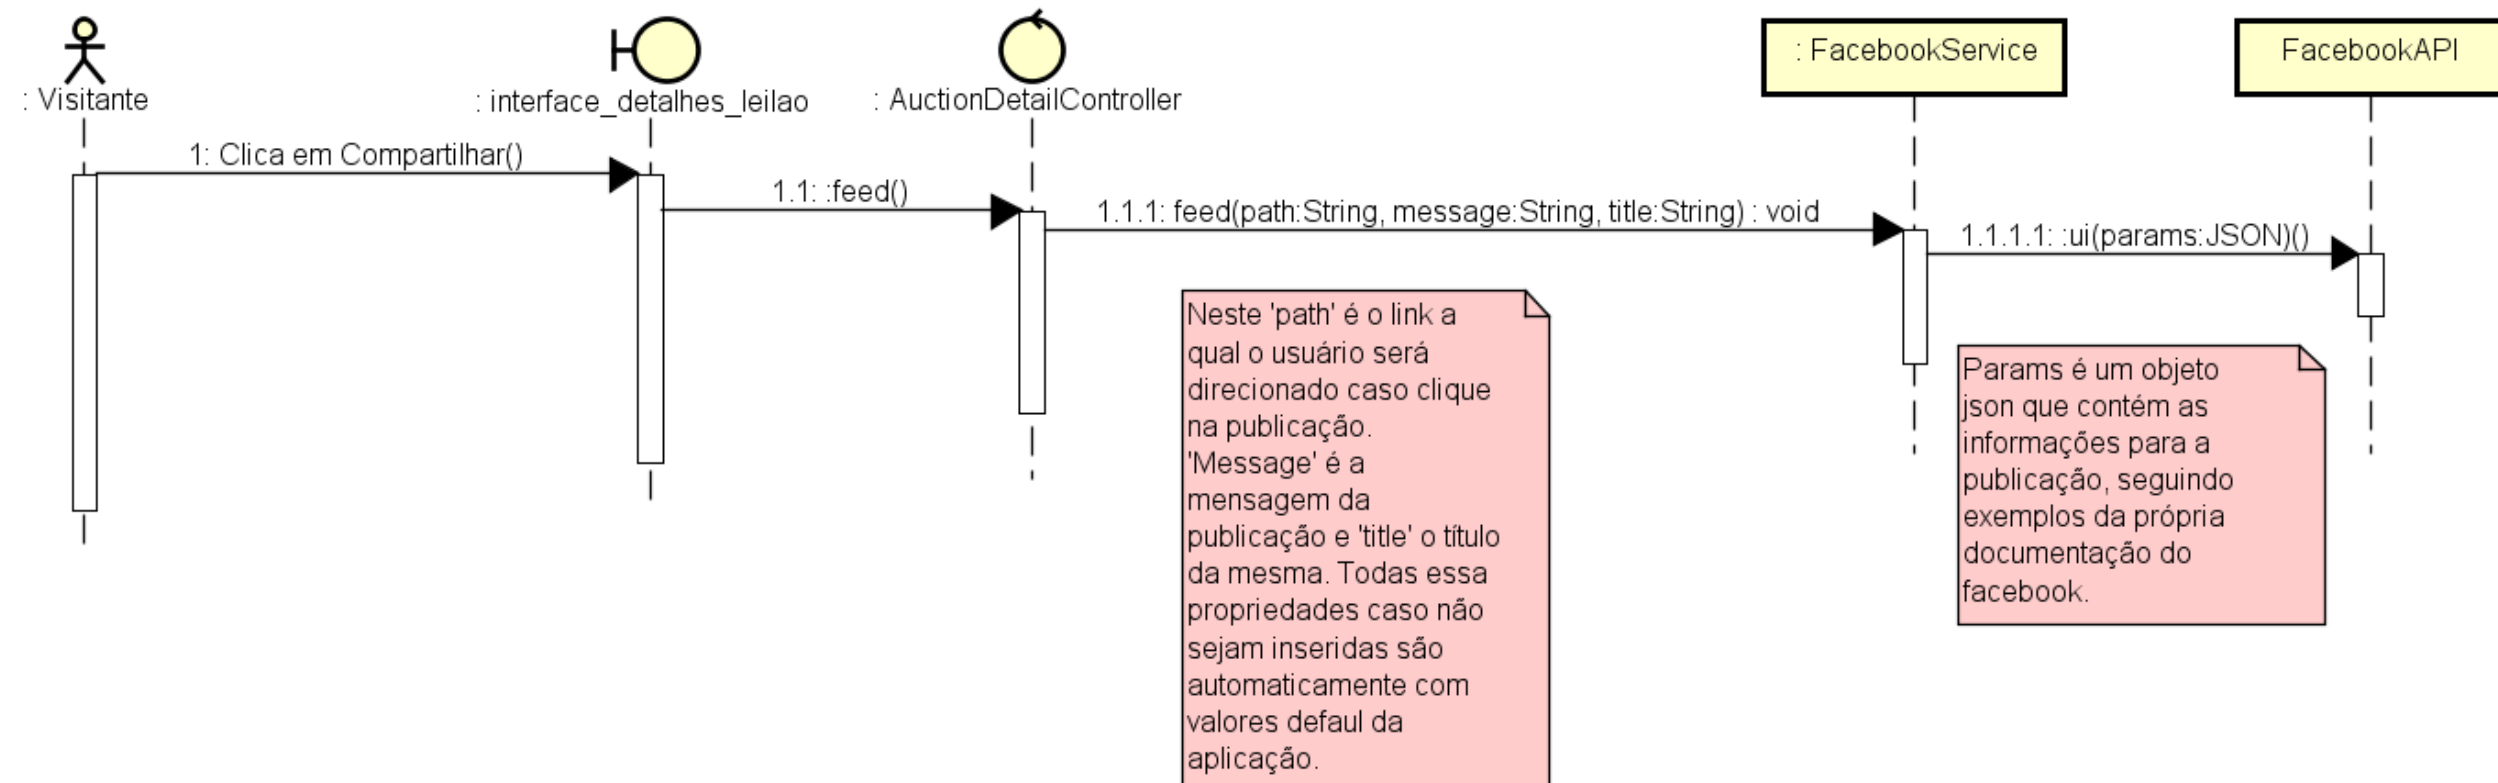 : Visitante
: interface_detalhes_leilao
: AuctionDetailController
: FacebookService
FacebookAPI
1: Clica em Compartilhar()
1.1: :feed()
1.1.1: feed(path:String, message:String, title:String) : void
1.1.1.1: :ui(params:JSON)()
Neste 'path' é o link a
qual o usuário será
direcionado caso clique
na publicação.
'Message' é a
mensagem da
publicação e 'title' o título
da mesma. Todas essa
propriedades caso não
sejam inseridas são
automaticamente com
valores defaul da
aplicação.
Params é um objeto
json que contém as
informações para a
publicação, seguindo
exemplos da própria
documentação do
facebook.